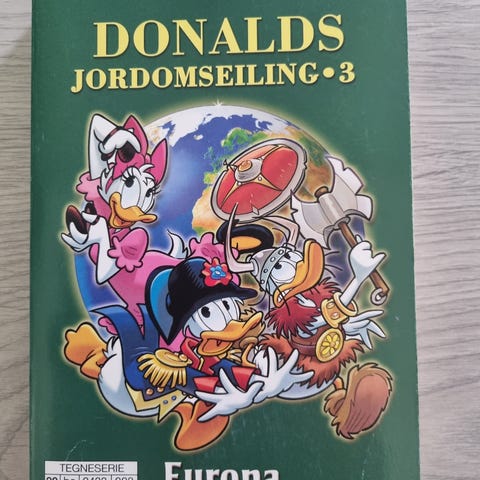 DONALDS
JORDOMSEILING • 3
Europa
TEGNESERIE